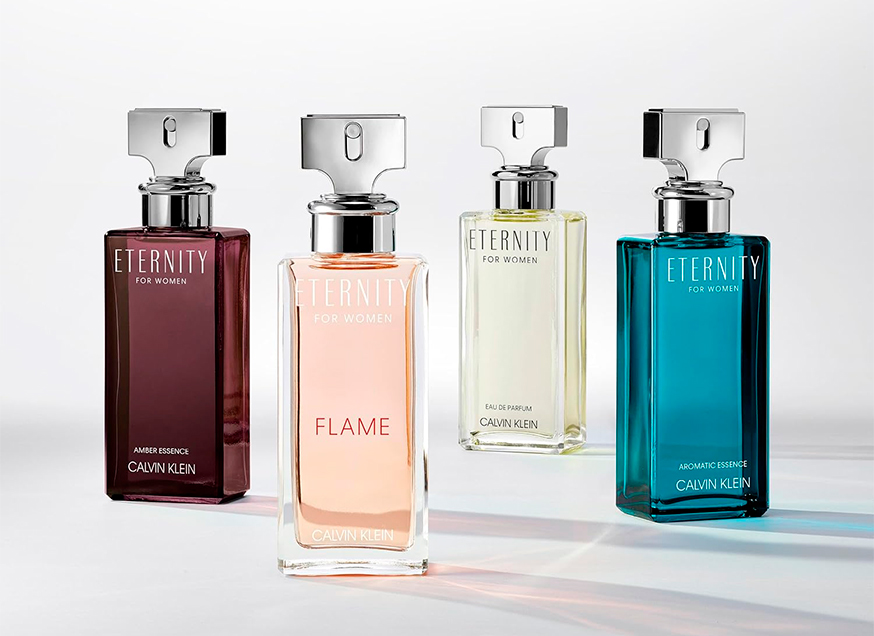 ETERNITY
FOR WOMEN
AMBER ESSENCE
CALVIN KLEIN
ETERNITY
FOR WOMEN
FLAME
CALVIN KLEIN
ETERNITY
FOR WOMEN
EAU DE PARFUM
CALVIN KLEIN
ETERNITY
FOR WOMEN
AROMATIC ESSENCE
CALVIN KLEIN